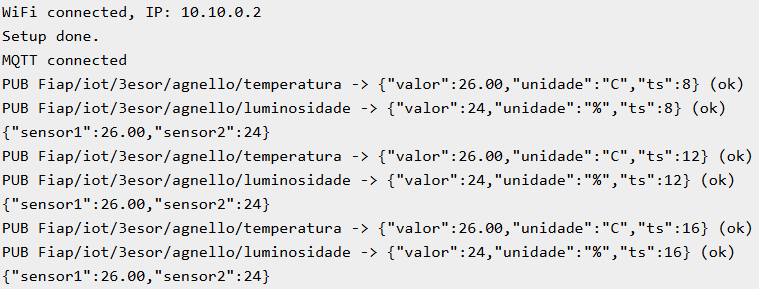 WiFi connected, IP: 10.10.0.2
Setup done.
MQTT connected
PUB Fiap/iot/3esor/agnello/temperatura -> {"valor":26.00,"unidade":"C","ts":8} (ok)
PUB Fiap/iot/3esor/agnello/luminosidade -> {"valor":24,"unidade":"%","ts":8} (ok)
{"sensor1":26.00,"sensor2":24}
PUB Fiap/iot/3esor/agnello/temperatura -> {"valor":26.00,"unidade":"C","ts":12} (ok)
PUB Fiap/iot/3esor/agnello/luminosidade -> {"valor":24,"unidade":"%","ts":12} (ok)
{"sensor1":26.00,"sensor2":24}
PUB Fiap/iot/3esor/agnello/temperatura -> {"valor":26.00,"unidade":"C","ts":16} (ok)
PUB Fiap/iot/3esor/agnello/luminosidade -> {"valor":24,"unidade":"%","ts":16} (ok)
{"sensor1":26.00,"sensor2":24}